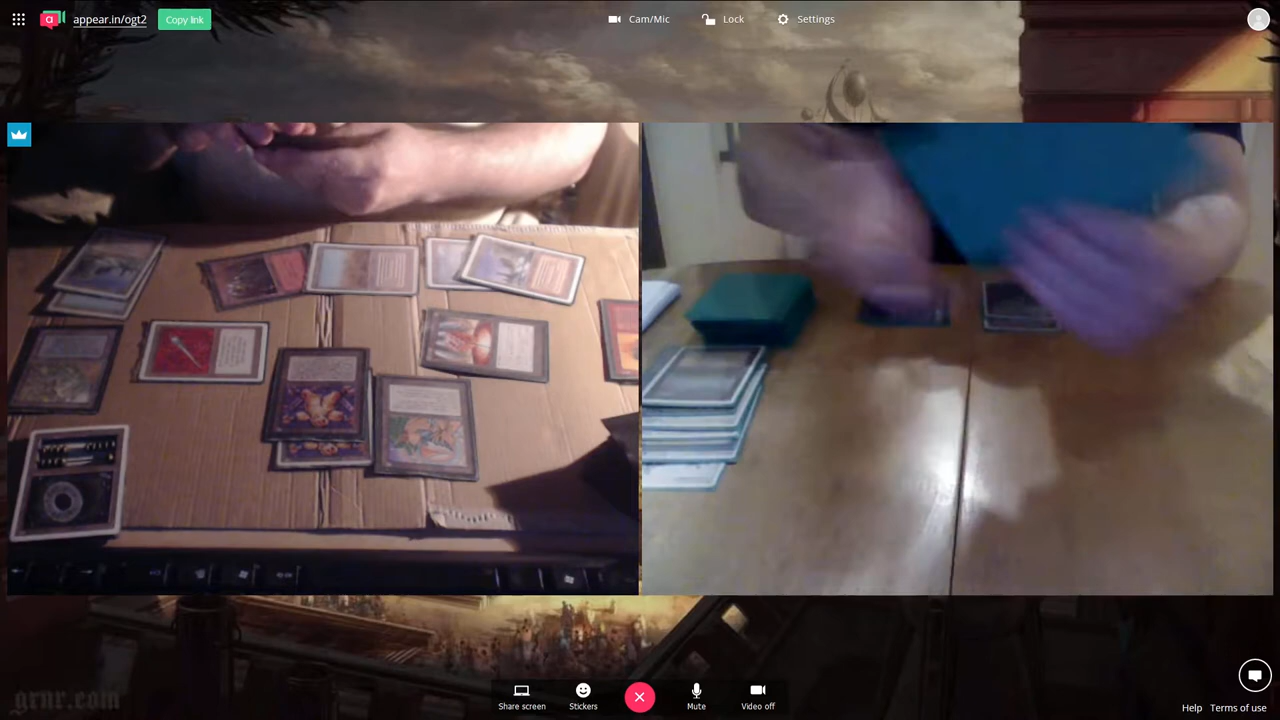 appear.in/ogt2
Copy link
Cam/Mic
Lock
Settings
grnr.com
Share screen
Stickers
Mute
Video off
Help
Terms of use